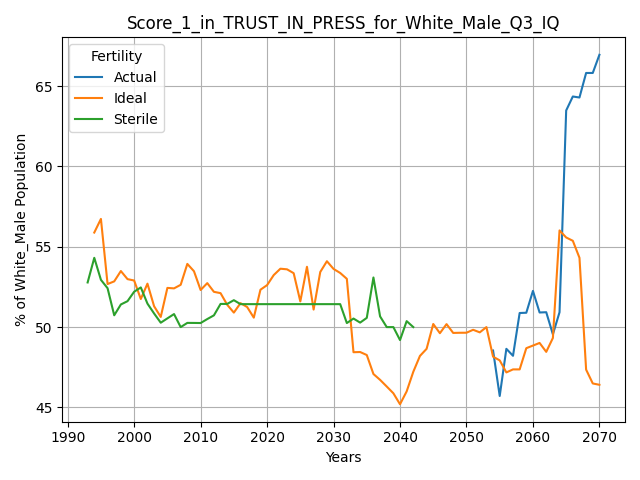 Score_1_in_TRUST_IN_PRESS_for_White_Male_Q3_IQ
Fertility
Actual
Ideal
Sterile
% of White_Male Population
65
60
55
50
45
1990 2000 2010 2020 2030 2040 2050 2060 2070
Years